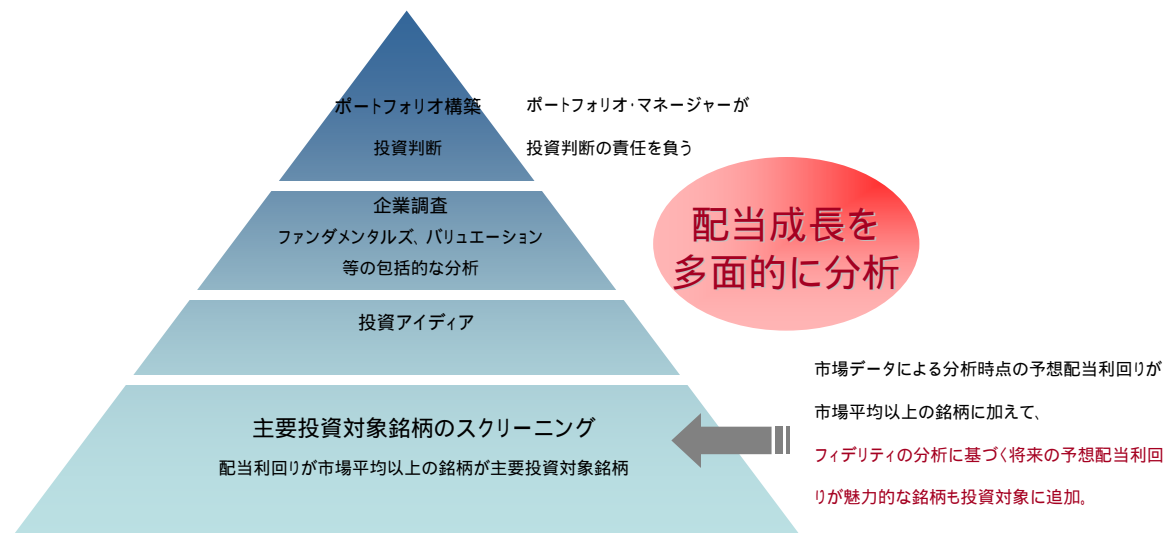 ポートフォリオ構築
投資判断
ポートフォリオ・マネージャーが
投資判断の責任を負う
企業調査
ファンダメンタルズ、バリュエーション
等の包括的な分析
配当成長を
多面的に分析
投資アイディア
主要投資対象銘柄のスクリーニング
配当利回りが市場平均以上の銘柄が主要投資対象銘柄
市場データによる分析時点の予想配当利回りが
市場平均以上の銘柄に加えて、
フィデリティの分析に基づく将来の予想配当利回
りが魅力的な銘柄も投資対象に追加。